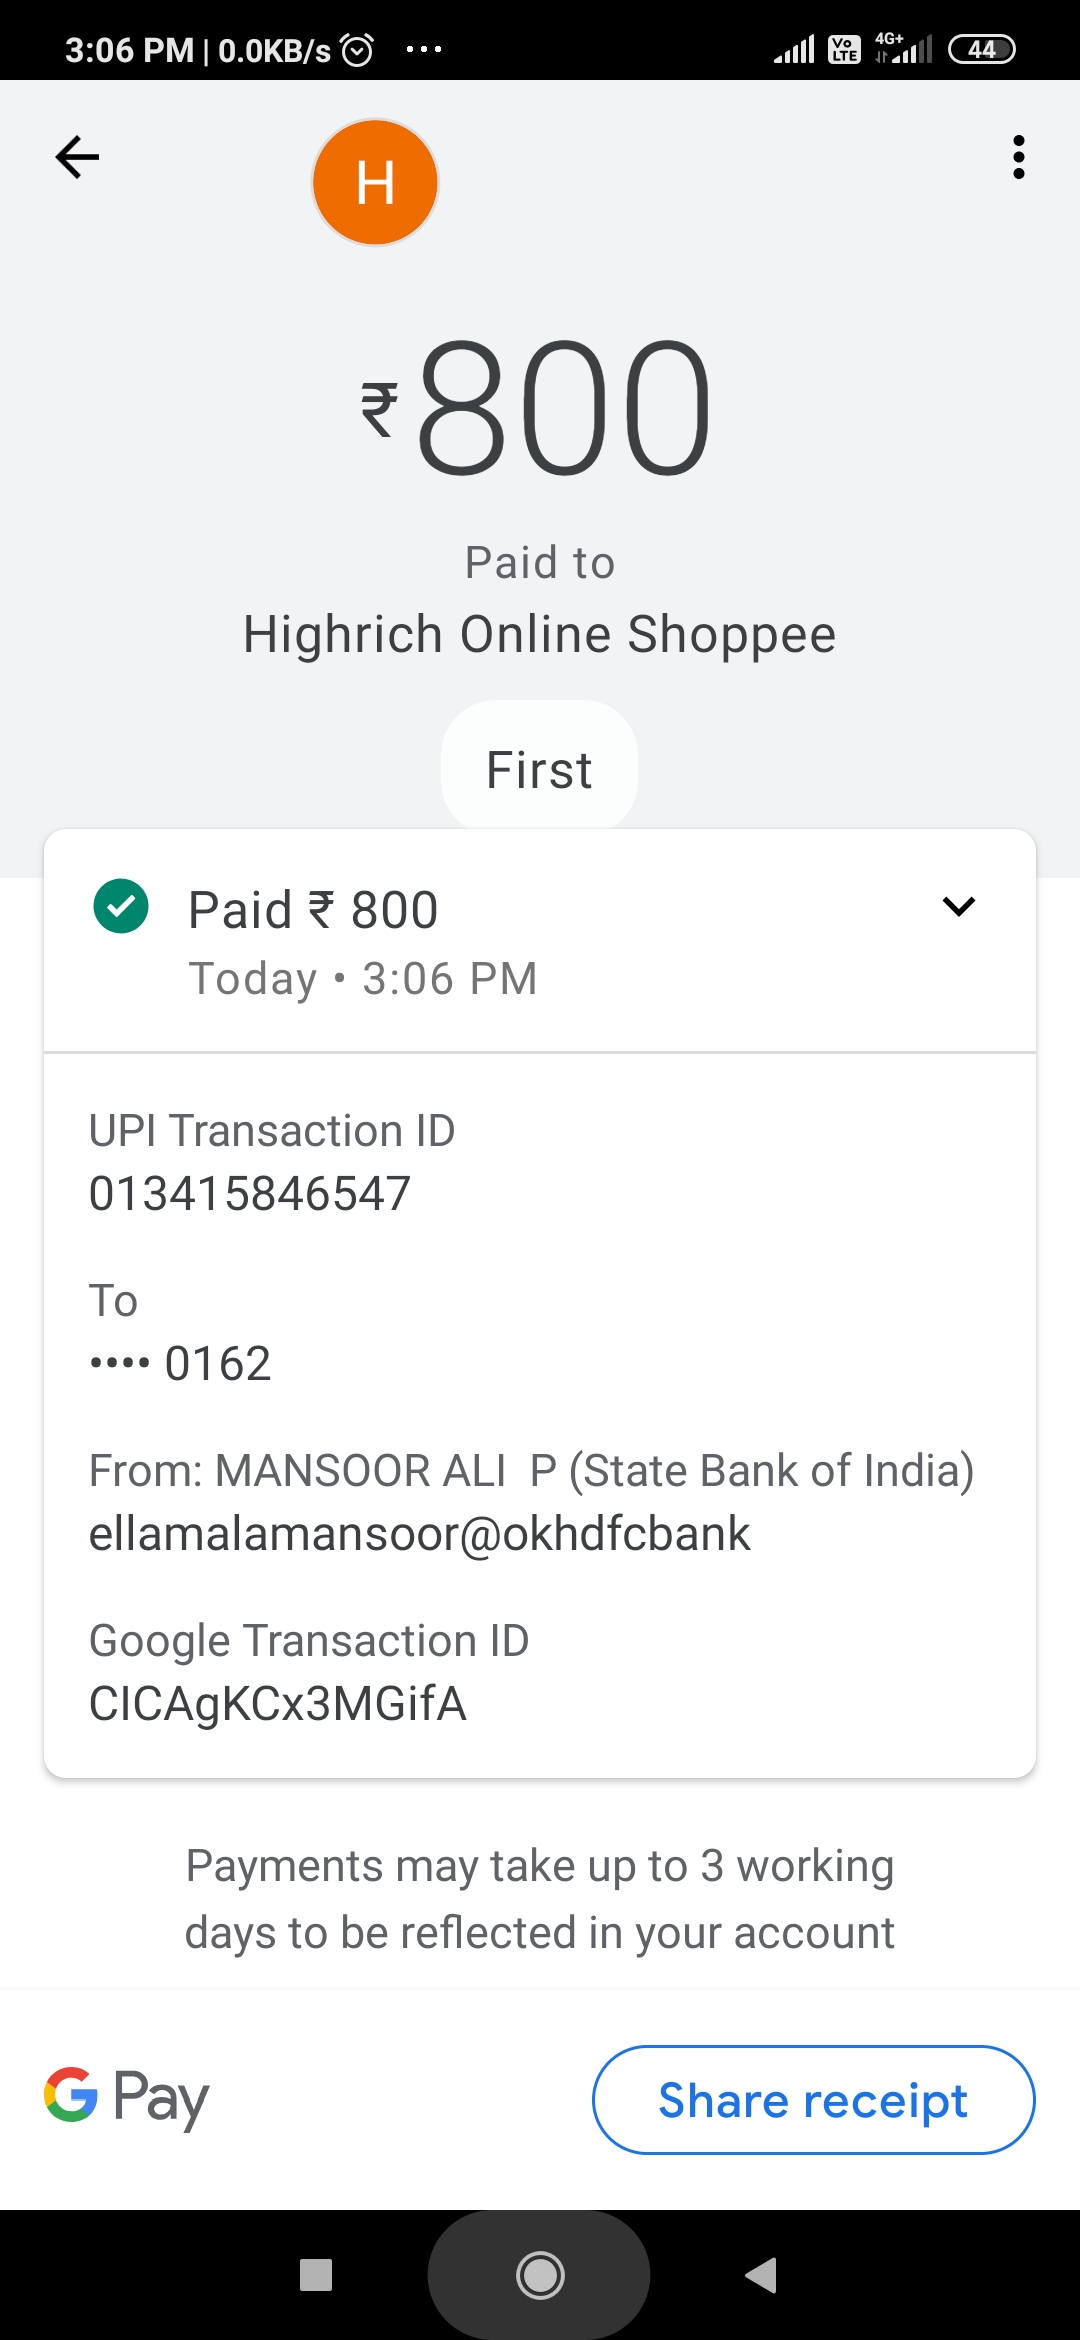 3:06 PM | 0.0KB/s ...
Vo LTE 4G+ 44
H
₹800
Paid to
Highrich Online Shoppee
First
Paid ₹ 800
Today • 3:06 PM
UPI Transaction ID
013415846547
To
•••• 0162
From: MANSOOR ALI  P (State Bank of India)
ellamalamansoor@okhdfcbank
Google Transaction ID
CICAgKCx3MGifA
Payments may take up to 3 working
days to be reflected in your account
G Pay
Share receipt